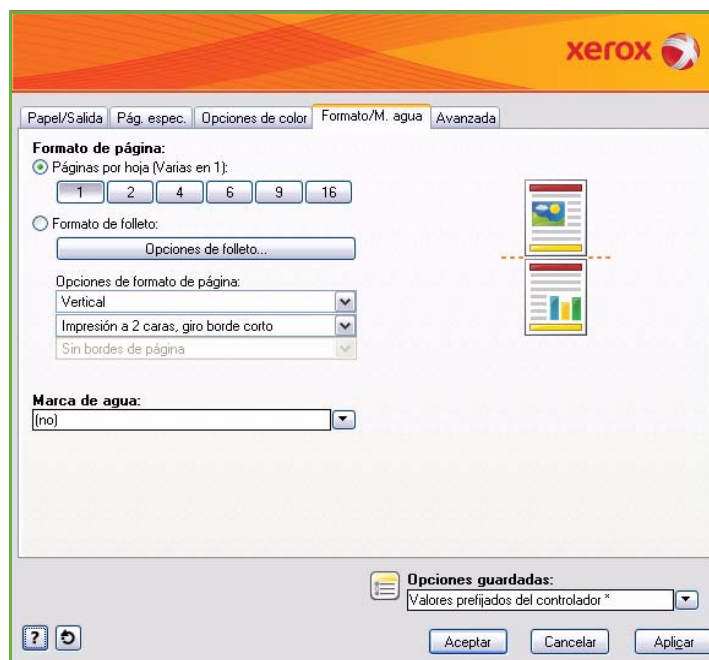 xerox
Papel/Salida Pág. espec. Opciones de color Formato/M. agua Avanzada
Formato de página:
Páginas por hoja (Varias en 1):
1 2 4 6 9 16
Formato de folleto:
Opciones de folleto...
Opciones de formato de página:
Vertical
Impresión a 2 caras, giro borde corto
Sin bordes de página
Marca de agua:
(no)
Opciones guardadas:
Valores prefijados del controlador *
? Aceptar Cancelar Aplicar